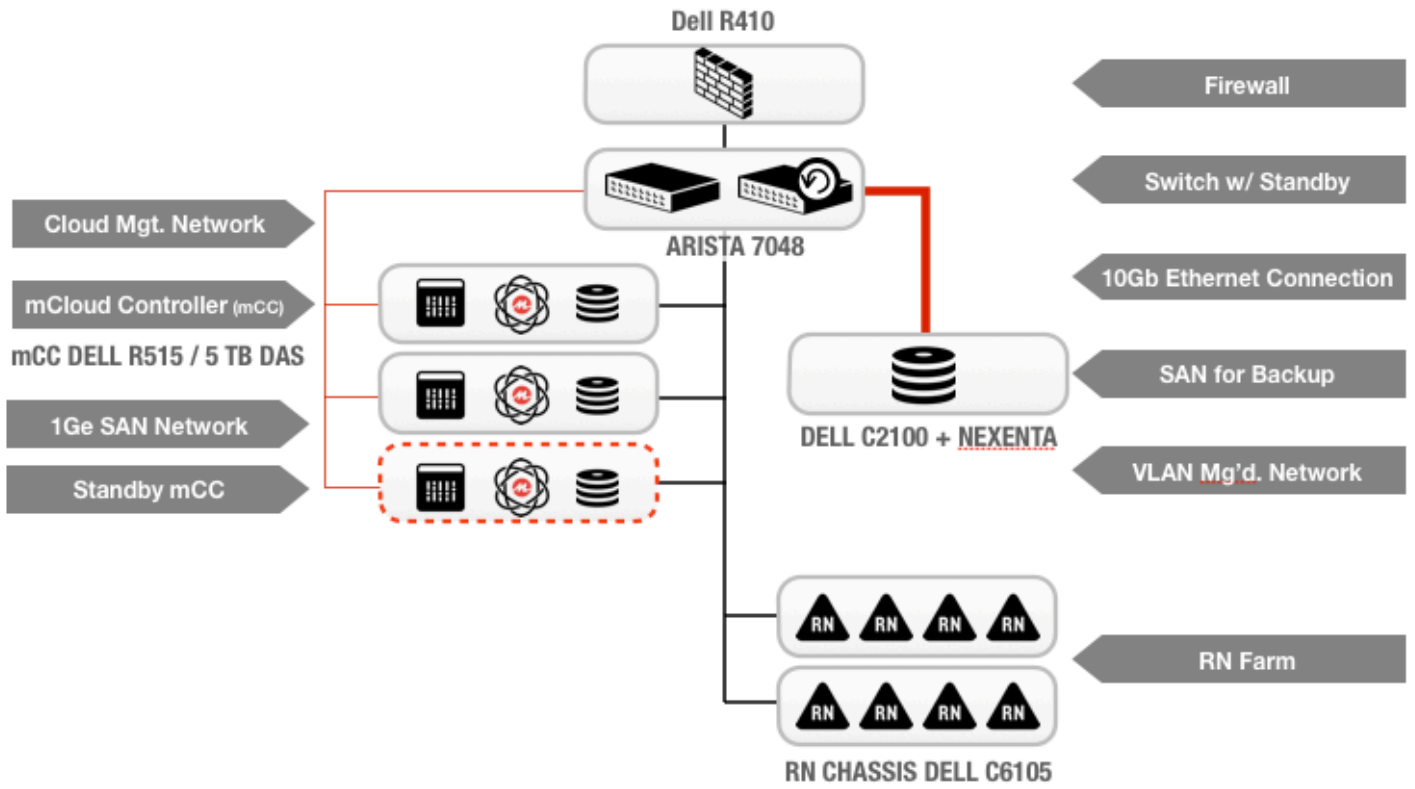 Dell R410
Firewall
Switch w/ Standby
ARISTA 7048
Cloud Mgt. Network
10Gb Ethernet Connection
mCloud Controller (mCC)
mCC DELL R515 / 5 TB DAS
SAN for Backup
1Ge SAN Network
DELL C2100 + NEXENTA
Standby mCC
VLAN Mg'd. Network
RN RN RN RN
RN Farm
RN RN RN RN
RN CHASSIS DELL C6105